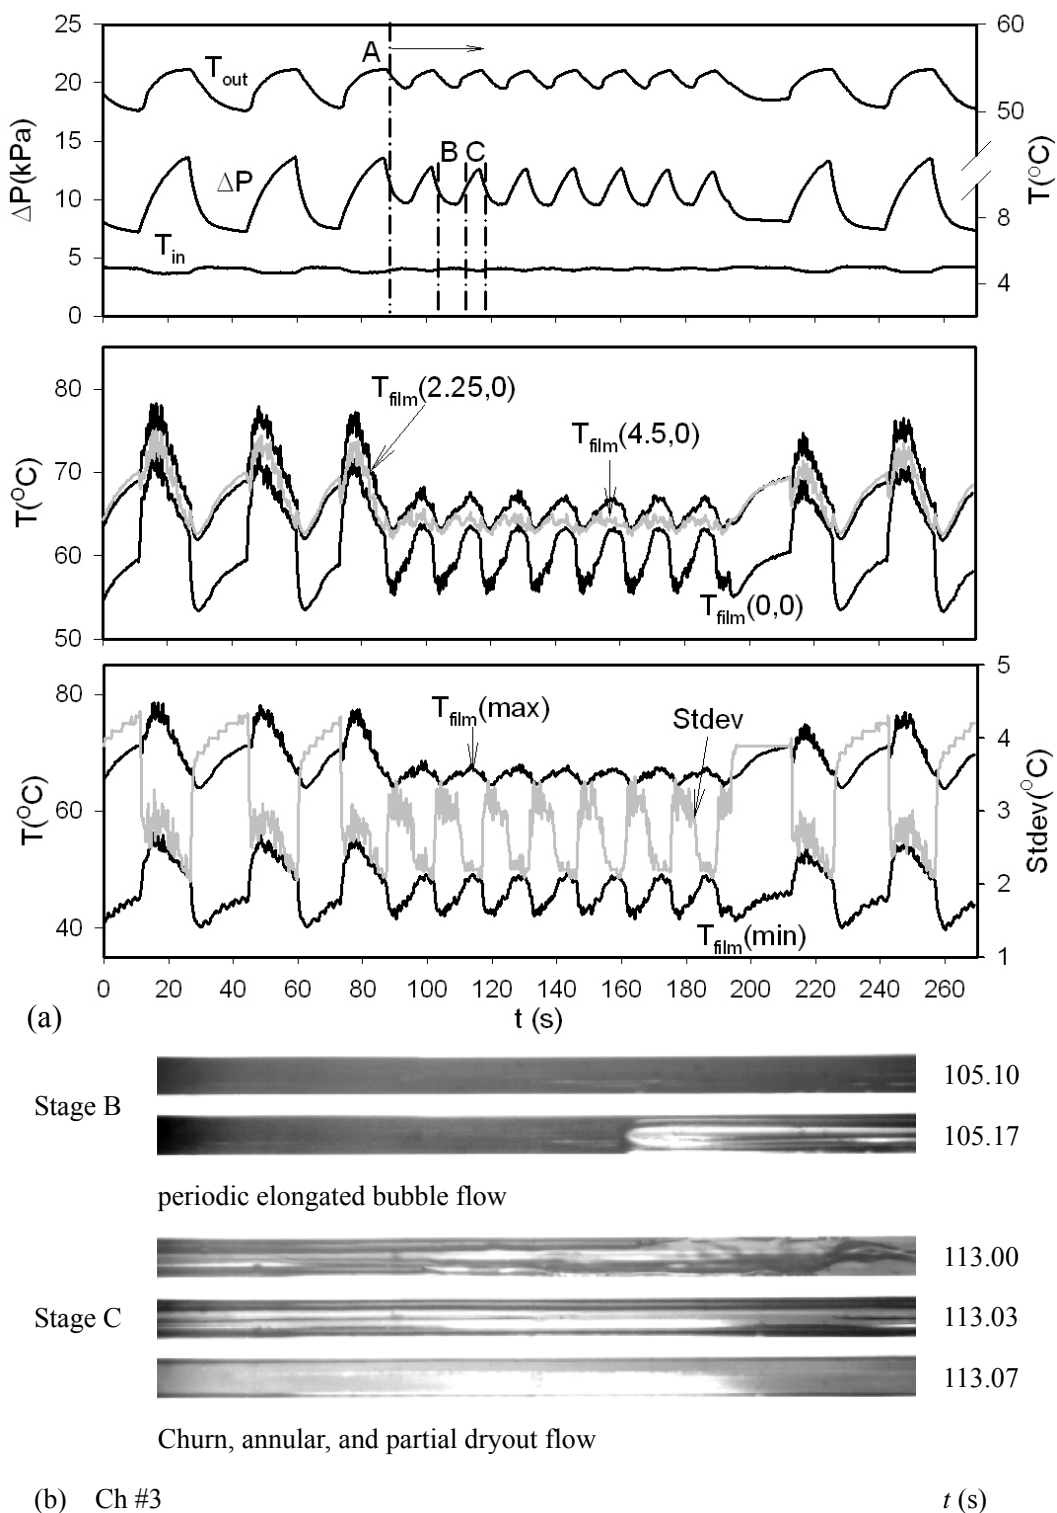 25
20
15
10
5
0
ΔP(kPa)
60
50
8
4
T(°C)
A
T_out
B C
ΔP
T_in
80
70
60
50
T(°C)
T_film(2.25,0)
T_film(4.5,0)
T_film(0,0)
80
60
40
T(°C)
5
4
3
2
1
Stdev(°C)
T_film(max)
Stdev
T_film(min)
0 20 40 60 80 100 120 140 160 180 200 220 240 260
(a)
t (s)
Stage B
105.10
105.17
periodic elongated bubble flow
Stage C
113.00
113.03
113.07
Churn, annular, and partial dryout flow
(b) Ch #3
t (s)